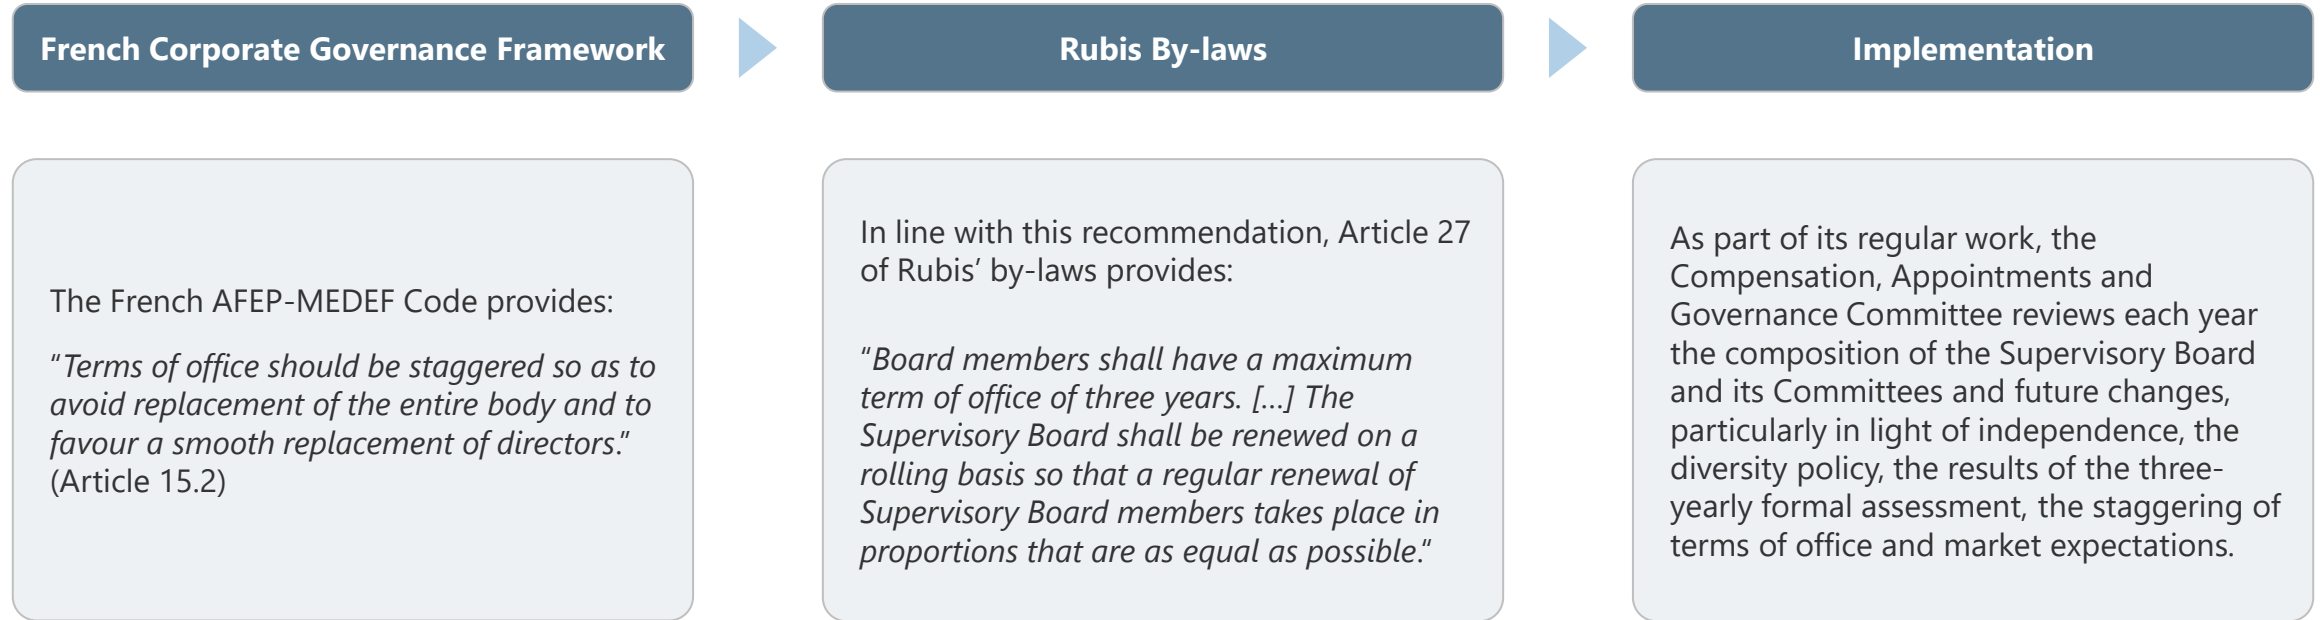 French Corporate Governance Framework
Rubis By-laws
Implementation
The French AFEP-MEDEF Code provides:
"Terms of office should be staggered so as to
avoid replacement of the entire body and to
favour a smooth replacement of directors."
(Article 15.2)
In line with this recommendation, Article 27
of Rubis’ by-laws provides:
"Board members shall have a maximum
term of office of three years. [...] The
Supervisory Board shall be renewed on a
rolling basis so that a regular renewal of
Supervisory Board members takes place in
proportions that are as equal as possible."
As part of its regular work, the
Compensation, Appointments and
Governance Committee reviews each year
the composition of the Supervisory Board
and its Committees and future changes,
particularly in light of independence, the
diversity policy, the results of the three-
yearly formal assessment, the staggering of
terms of office and market expectations.